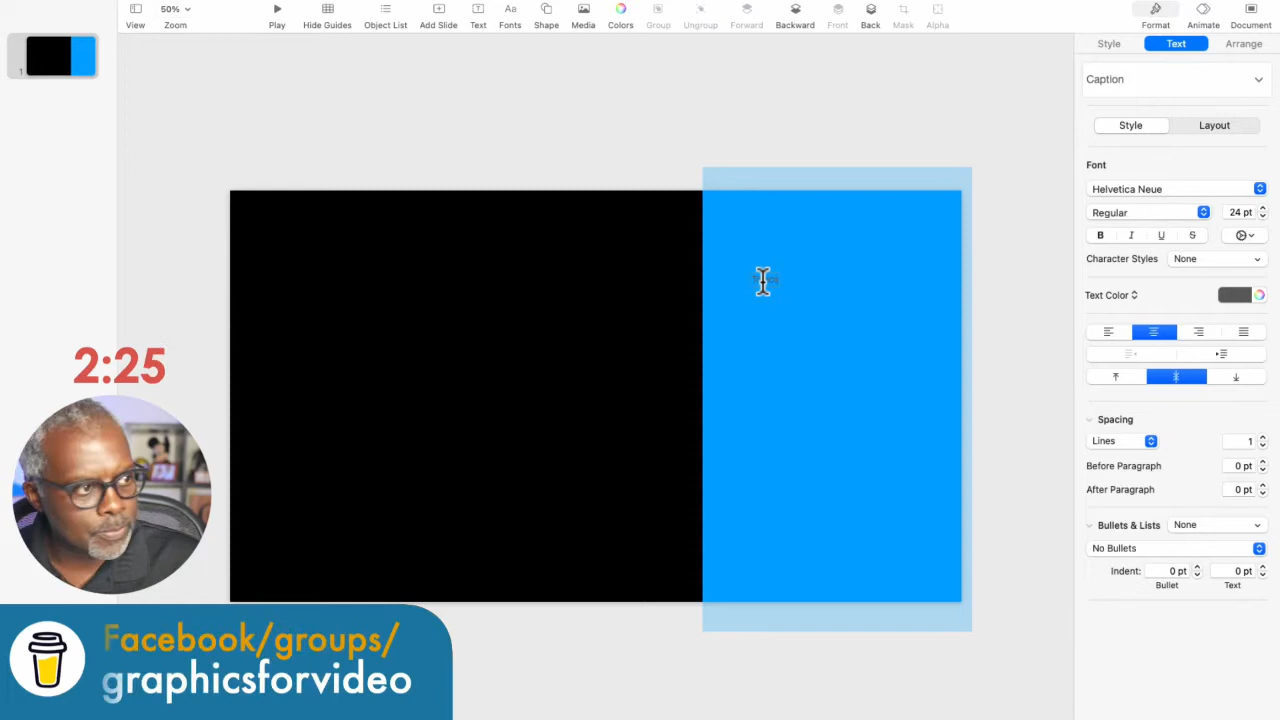 50%
View
Zoom
Play
Hide Guides
Object List
Add Slide
Text
Aa
Fonts
Shape
Media
Colors
Group
Ungroup
Forward
Backward
Front
Back
Mask
Alpha
Format
Animate
Document
1
Style
Text
Arrange
Caption
Style
Layout
Font
Helvetica Neue
Regular
24 pt
B I U S
Character Styles
None
Text Color
Spacing
Lines
1
Before Paragraph
0 pt
After Paragraph
0 pt
Bullets & Lists
None
No Bullets
Indent:
0 pt
0 pt
Bullet
Text
2:25
Facebook/groups/
graphicsforvideo